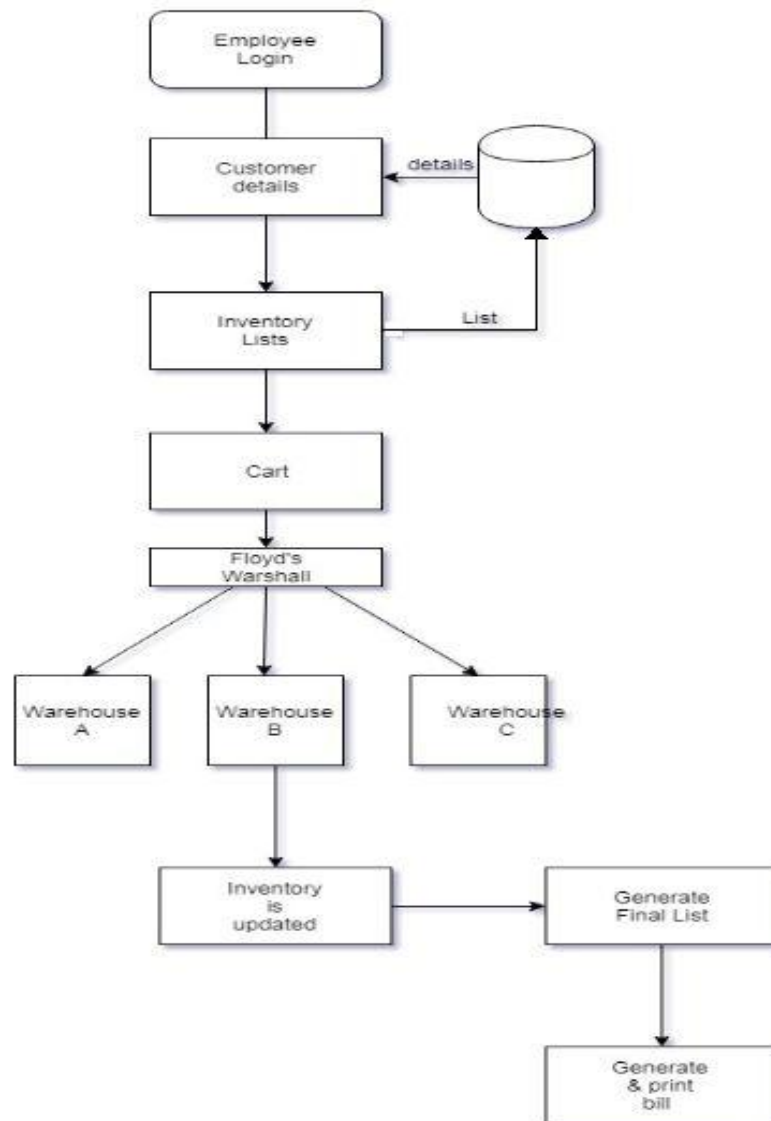 Employee
Login
Customer
details
details
Inventory
Lists
List
Cart
Floyd's
Warshall
Warehouse
A
Warehouse
B
Warehouse
C
Inventory
is
updated
Generate
Final List
Generate
& print
bill